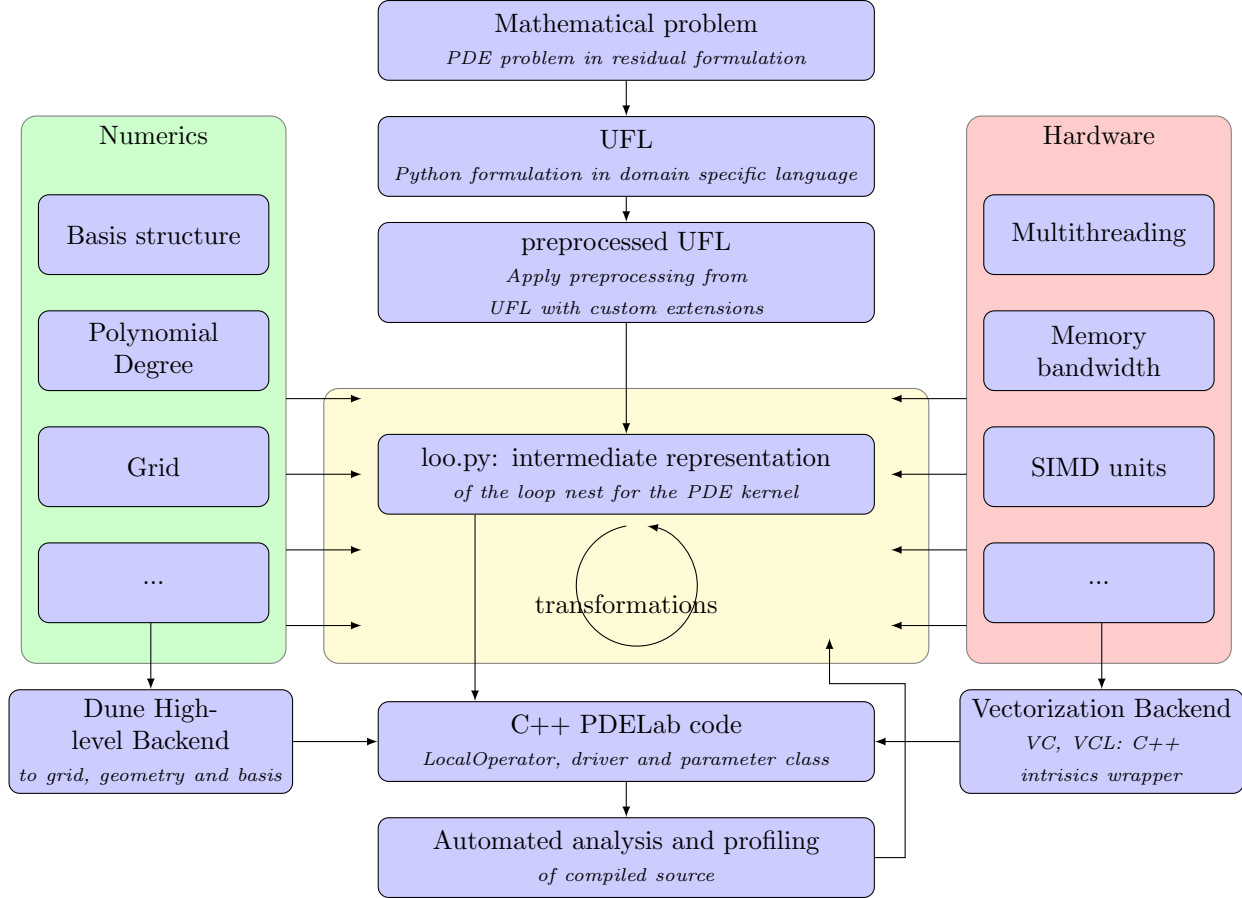 Mathematical problem
PDE problem in residual formulation
UFL
Python formulation in domain specific language
preprocessed UFL
Apply preprocessing from
UFL with custom extensions
Numerics
Basis structure
Polynomial
Degree
Grid
...
Hardware
Multithreading
Memory
bandwidth
SIMD units
...
loo.py: intermediate representation
of the loop nest for the PDE kernel
transformations
Dune High-
level Backend
to grid, geometry and basis
C++ PDELab code
LocalOperator, driver and parameter class
Vectorization Backend
VC, VCL: C++
intrisics wrapper
Automated analysis and profiling
of compiled source